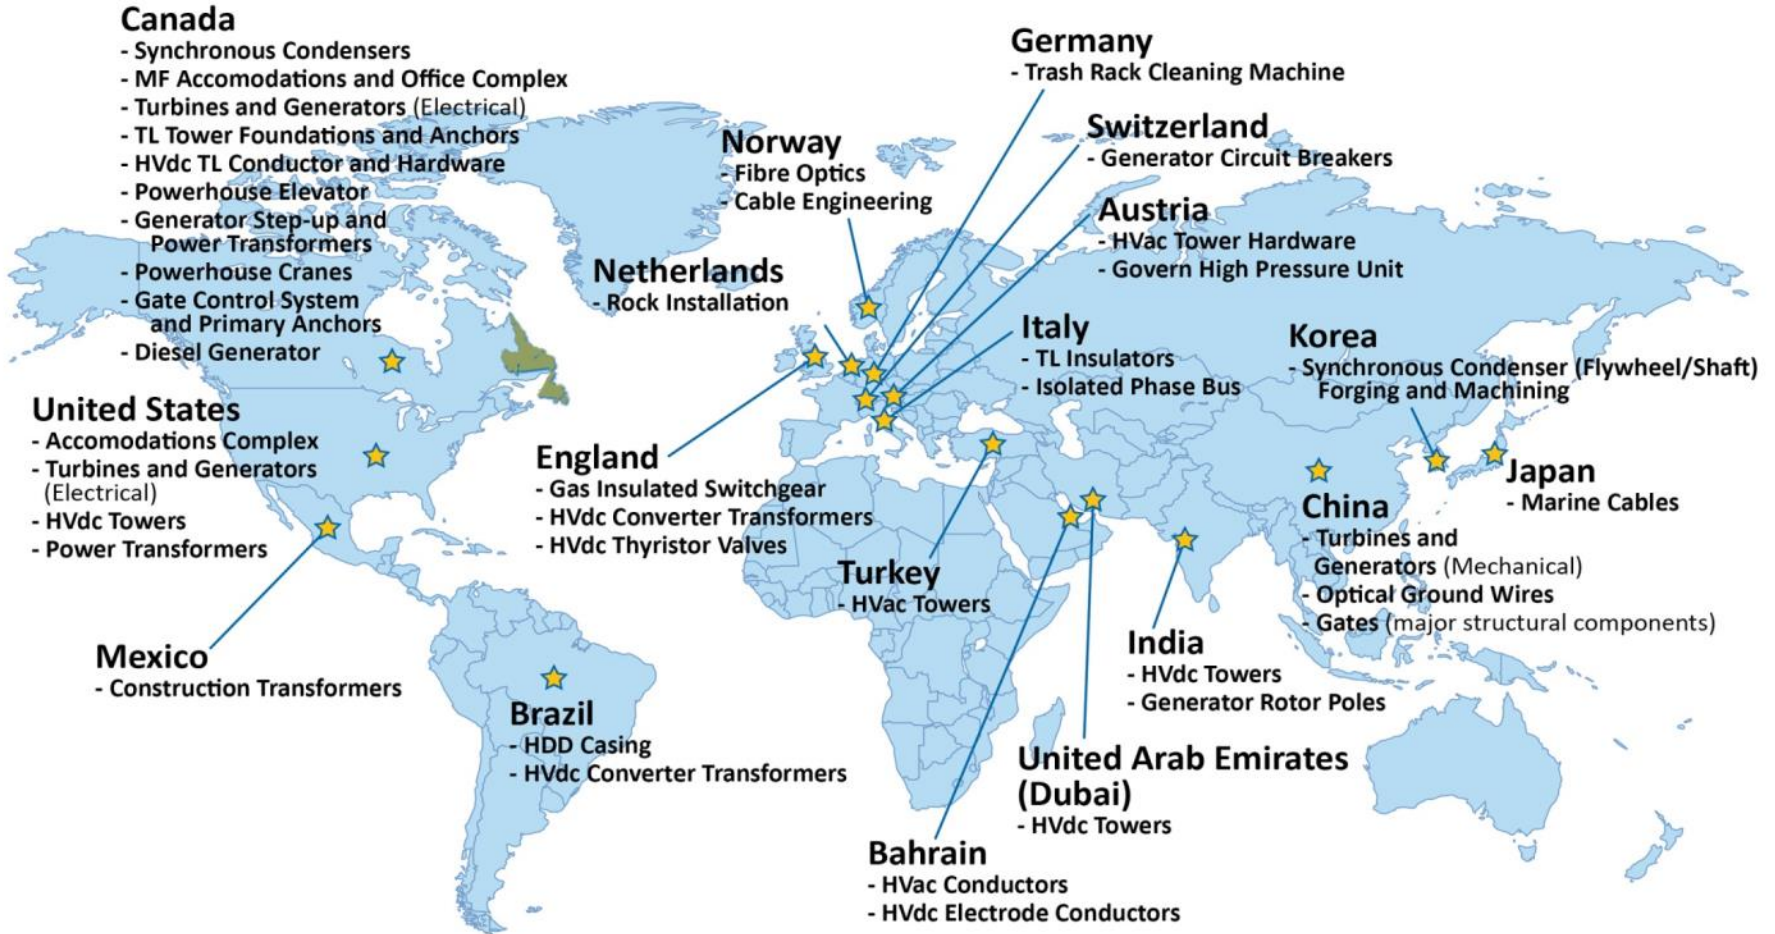 Canada
- Synchronous Condensers
- MF Accomodations and Office Complex
- Turbines and Generators (Electrical)
- TL Tower Foundations and Anchors
- HVdc TL Conductor and Hardware
- Powerhouse Elevator
- Generator Step-up and
Power Transformers
- Powerhouse Cranes
- Gate Control System
and Primary Anchors
- Diesel Generator
United States
- Accomodations Complex
- Turbines and Generators
(Electrical)
- HVdc Towers
- Power Transformers
Mexico
- Construction Transformers
Brazil
- HDD Casing
- HVdc Converter Transformers
Norway
- Fibre Optics
- Cable Engineering
Netherlands
- Rock Installation
England
- Gas Insulated Switchgear
- HVdc Converter Transformers
- HVdc Thyristor Valves
Germany
- Trash Rack Cleaning Machine
Switzerland
- Generator Circuit Breakers
Austria
- HVac Tower Hardware
- Govern High Pressure Unit
Italy
- TL Insulators
- Isolated Phase Bus
Turkey
- HVac Towers
Bahrain
- HVac Conductors
- HVdc Electrode Conductors
United Arab Emirates
(Dubai)
- HVdc Towers
India
- HVdc Towers
- Generator Rotor Poles
Korea
- Synchronous Condenser (Flywheel/Shaft)
Forging and Machining
Japan
- Marine Cables
China
- Turbines and
Generators (Mechanical)
- Optical Ground Wires
- Gates (major structural components)